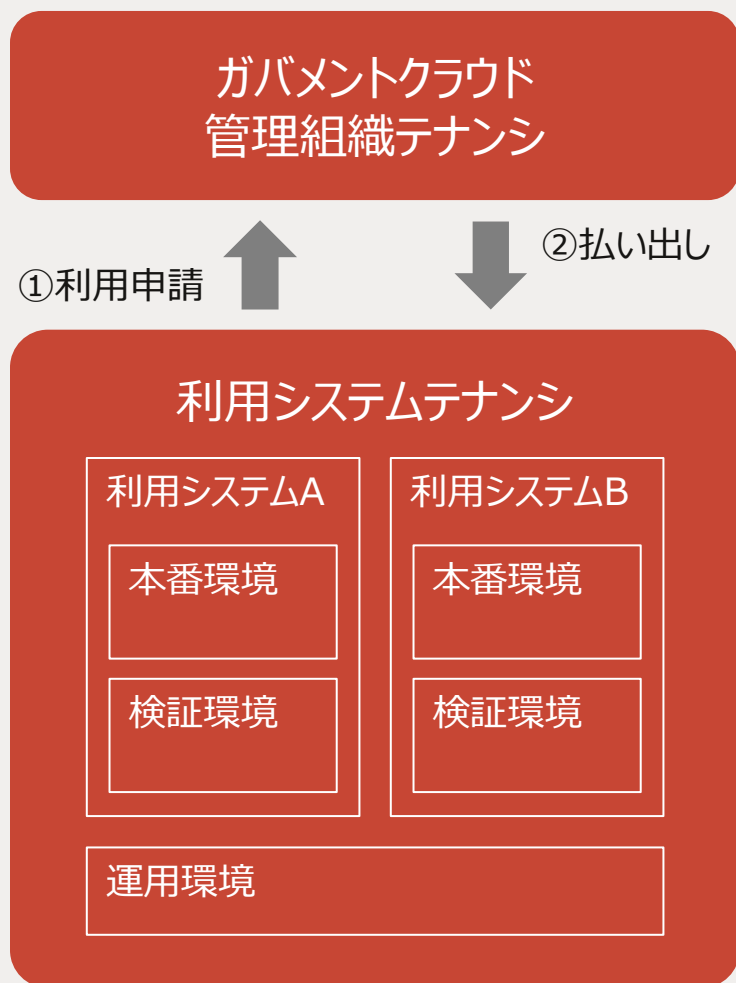 ガバメントクラウド
管理組織テナンシ
①利用申請
②払い出し
利用システムテナンシ
利用システムA
本番環境
検証環境
利用システムB
本番環境
検証環境
運用環境